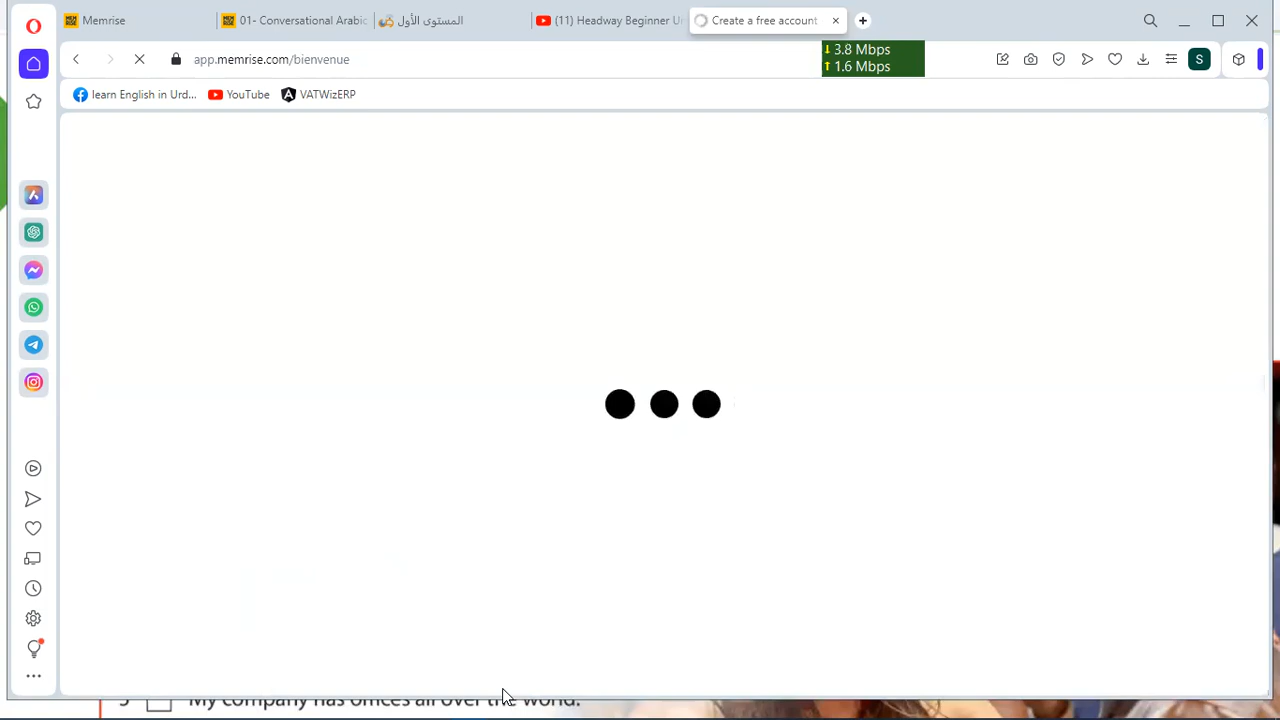 Memrise
01- Conversational Arabic
المستوى الأول
(11) Headway Beginner Un
Create a free account
app.memrise.com/bienvenue
3.8 Mbps
1.6 Mbps
S
learn English in Urd...
YouTube
VATWizERP
My company has offices all over the world.